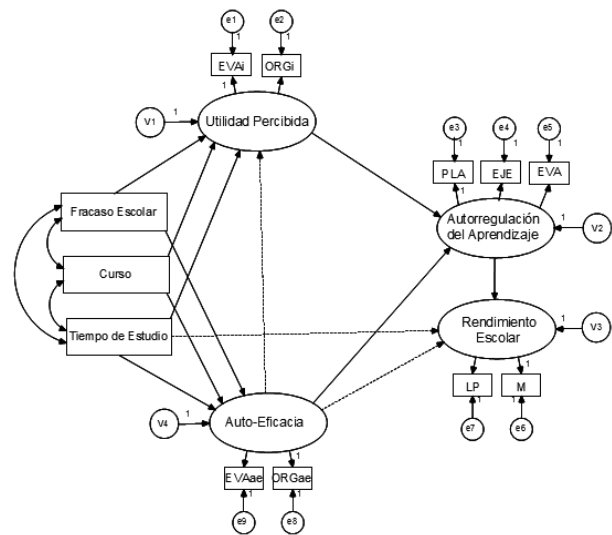 e1 e2
1 1
EVAi ORGi
1
V1 1 Utilidad Percibida
e3 e4 e5
1 1 1
PLA EJE EVA
1
Fracaso Escolar
Autorregulación
del Aprendizaje
1 V2
Curso
Tiempo de Estudio
Rendimiento
Escolar
1 V3
1
LP M
1 1
e7 e6
V4 1 Auto-Eficacia
1
EVAae ORGae
1 1
e9 e8